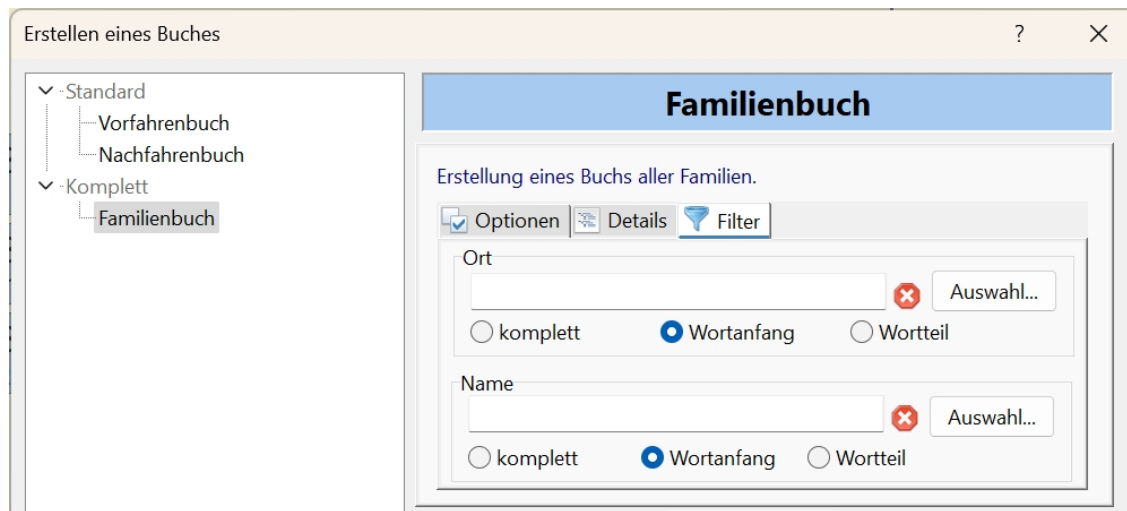 Erstellen eines Buches ?
Standard
Vorfahrenbuch
Nachfahrenbuch
Komplett
Familienbuch
Familienbuch
Erstellung eines Buchs aller Familien.
Optionen Details Filter
Ort
Auswahl...
komplett Wortanfang Wortteil
Name
Auswahl...
komplett Wortanfang Wortteil